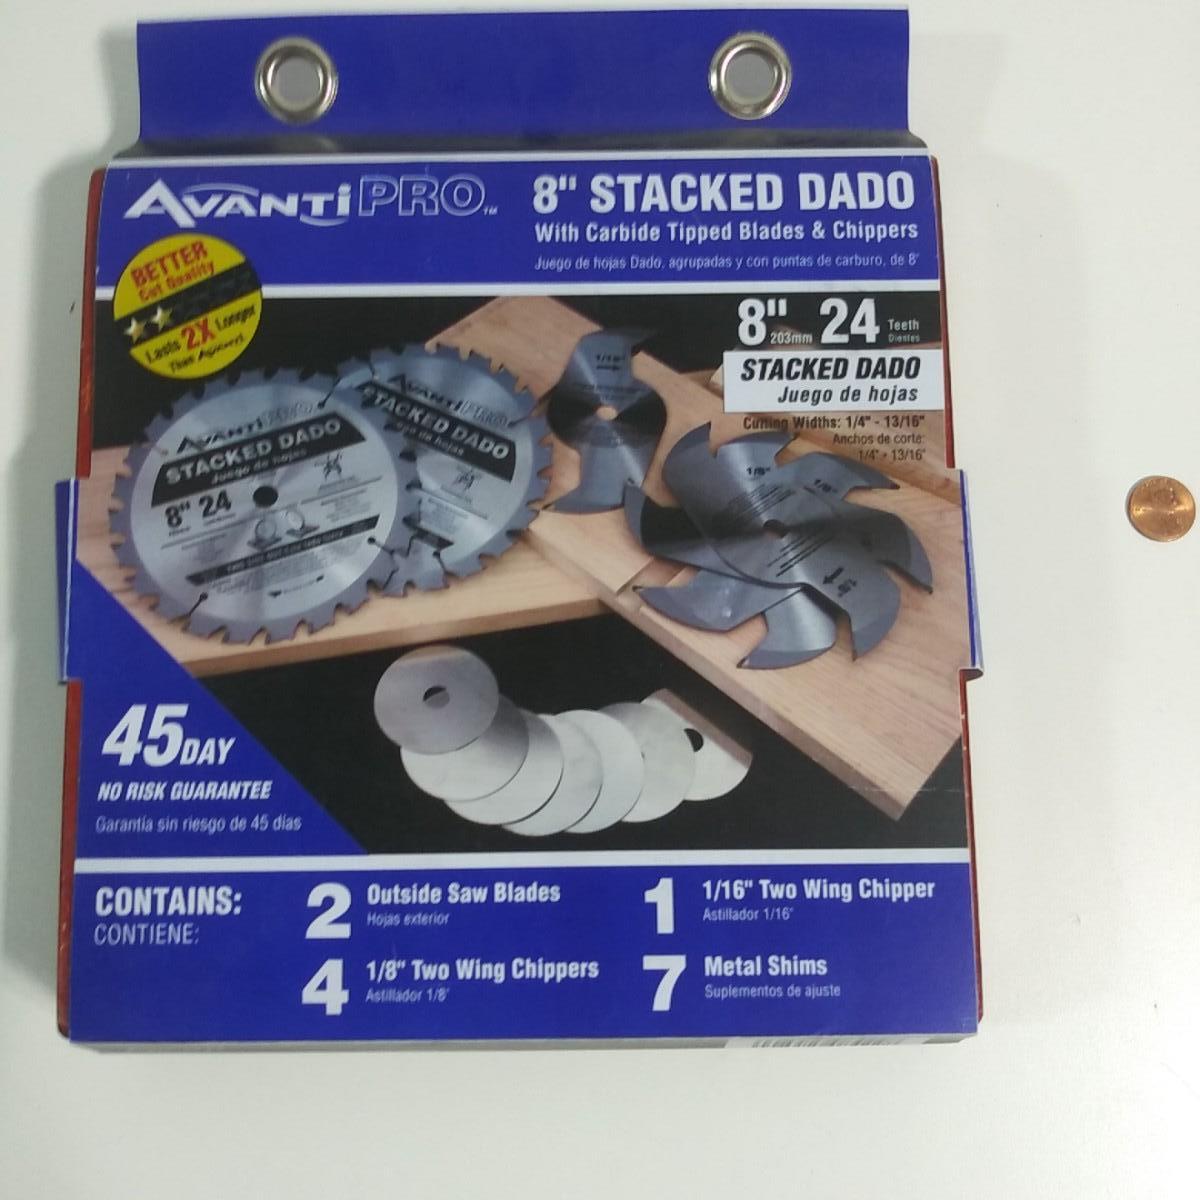 AVANTI PRO™
8" STACKED DADO
With Carbide Tipped Blades & Chippers
Juego de hojas Dado, agrupadas y con puntas de carburo, de 8"
BETTER
Cut Quality
Lasts 2X Longer
8" 24 Teeth
203mm Dientes
STACKED DADO
Juego de hojas
Cutting Widths: 1/4" - 13/16"
Anchos de corte:
1/4" - 13/16"
AVANTI PRO
STACKED DADO
Juego de hojas
8" 24
AVANTI PRO
STACKED DADO
Juego de hojas
1/16"
1/8"
1/8"
45 DAY
NO RISK GUARANTEE
Garantía sin riesgo de 45 días
CONTAINS:
CONTIENE:
2 Outside Saw Blades
Hojas exterior
1 1/16" Two Wing Chipper
Astillador 1/16"
4 1/8" Two Wing Chippers
Astillador 1/8"
7 Metal Shims
Suplementos de ajuste